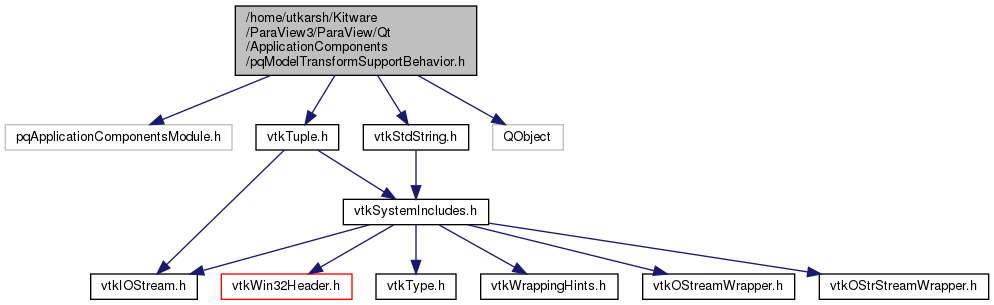 /home/utkarsh/Kitware
/ParaView3/ParaView/Qt
/ApplicationComponents
/pqModelTransformSupportBehavior.h
pqApplicationComponentsModule.h
vtkTuple.h
vtkStdString.h
QObject
vtkSystemIncludes.h
vtkIOStream.h
vtkWin32Header.h
vtkType.h
vtkWrappingHints.h
vtkOStreamWrapper.h
vtkOStrStreamWrapper.h